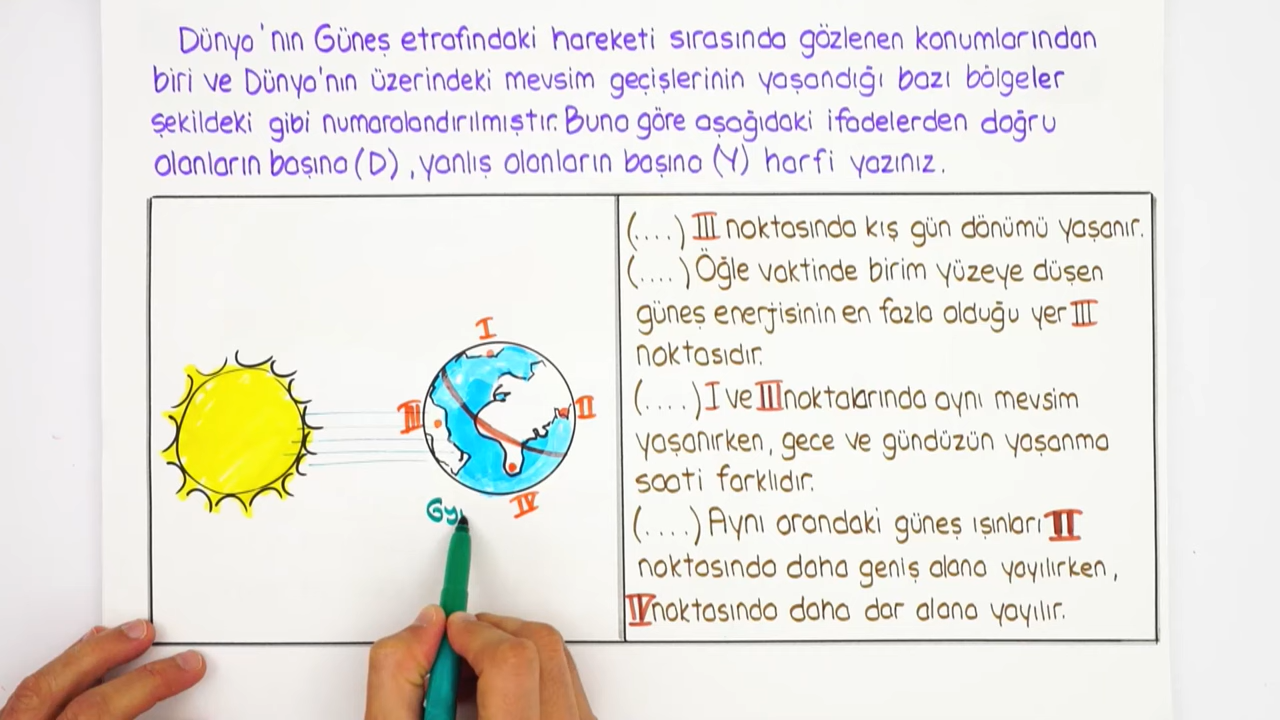 Dünya'nın Güneş etrafındaki hareketi sırasında gözlenen konumlarından
biri ve Dünya'nın üzerindeki mevsim geçişlerinin yaşandığı bazı bölgeler
şekildeki gibi numaralandırılmıştır. Buna göre aşağıdaki ifadelerden doğru
olanların başına (D), yanlış olanların başına (Y) harfi yazınız.
I
II
III
IV
Gy
(....) III noktasında kış gün dönümü yaşanır.
(....) Öğle vaktinde birim yüzeye düşen
güneş enerjisinin en fazla olduğu yer III
noktasıdır.
(....) I ve III noktalarında aynı mevsim
yaşanırken, gece ve gündüzün yaşanma
saati farklıdır.
(....) Aynı orandaki güneş ışınları II
noktasında daha geniş alana yayılırken,
IV noktasında daha dar alana yayılır.